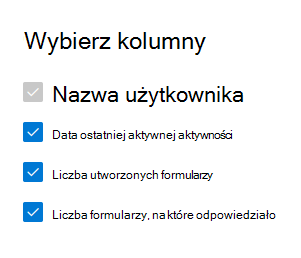 Wybierz kolumny
Nazwa użytkownika
Data ostatniej aktywnej aktywności
Liczba utworzonych formularzy
Liczba formularzy, na które odpowiedziało